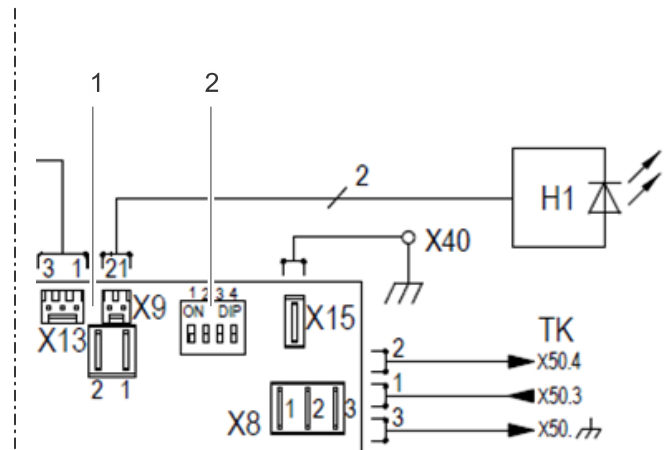 1 2
2
H1
X40
3 1 21
X13
X9
1 2 3 4
ON DIP
X15
2 1
TK
2 X50.4
1 X50.3
3 X50.
X8
1 2 3